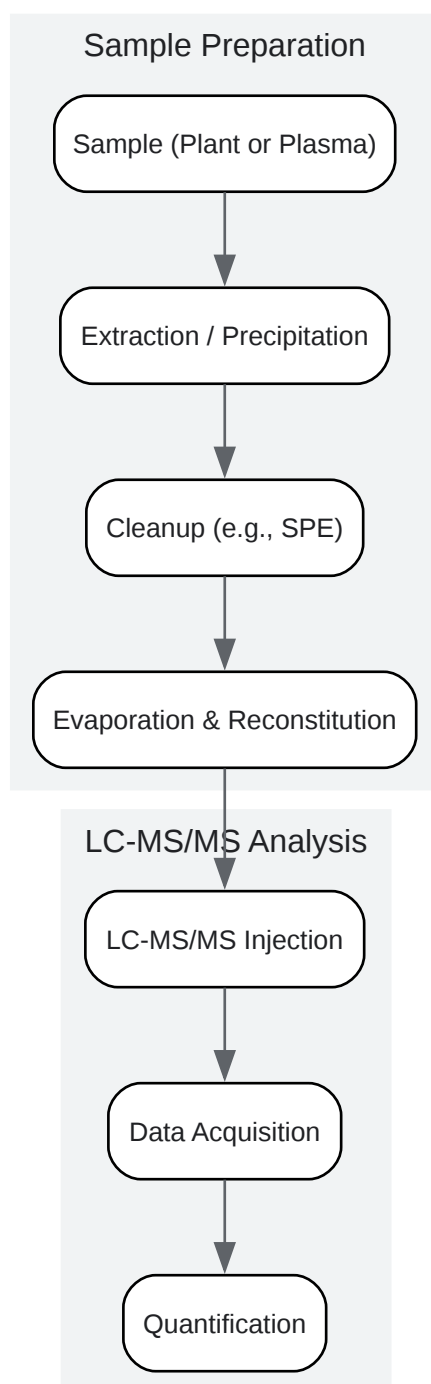 Sample Preparation
Sample (Plant or Plasma)
Extraction / Precipitation
Cleanup (e.g., SPE)
Evaporation & Reconstitution
LC-MS/MS Analysis
LC-MS/MS Injection
Data Acquisition
Quantification